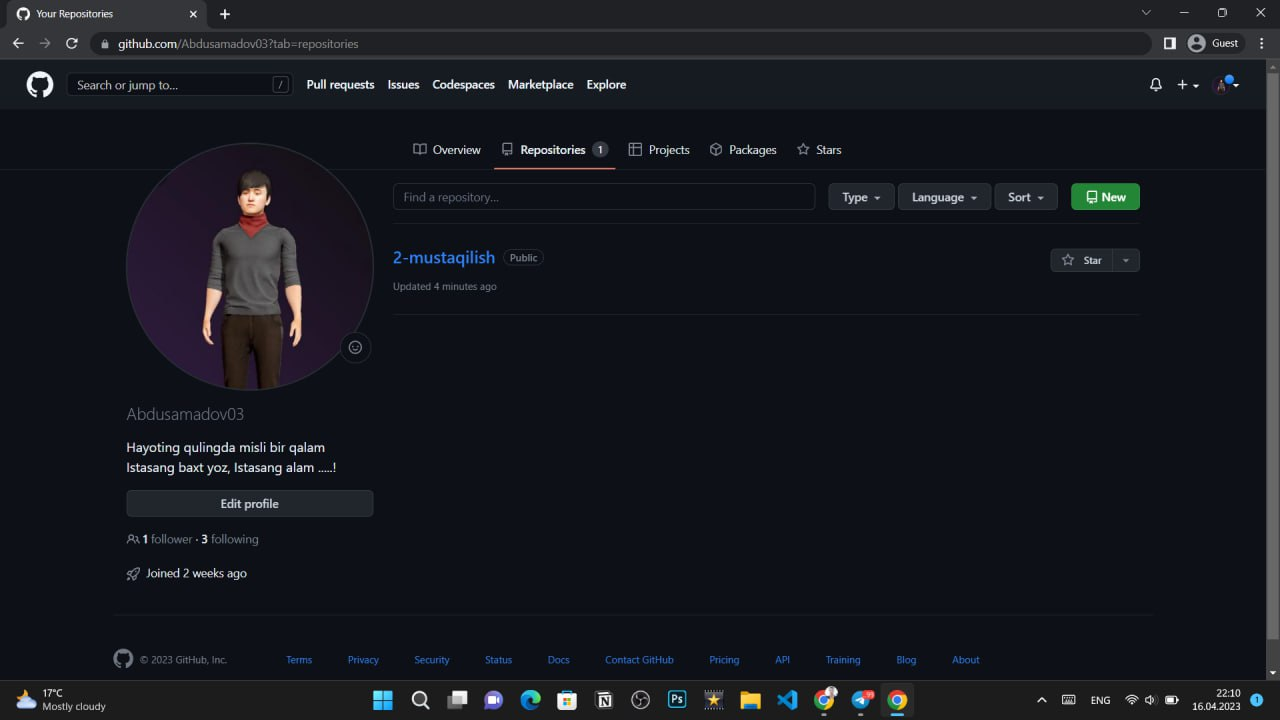 Your Repositories
github.com/Abdusamadov03?tab=repositories
Guest
Search or jump to...
/
Pull requests
Issues
Codespaces
Marketplace
Explore
Overview
Repositories 1
Projects
Packages
Stars
Find a repository...
Type
Language
Sort
New
2-mustaqilish
Public
Star
Updated 4 minutes ago
Abdusamadov03
Hayoting qulingda misli bir qalam
Istasang baxt yoz, Istasang alam .....!
Edit profile
1 follower · 3 following
Joined 2 weeks ago
© 2023 GitHub, Inc.
Terms
Privacy
Security
Status
Docs
Contact GitHub
Pricing
API
Training
Blog
About
17°C
Mostly cloudy
Ps
99
ENG
22:10
16.04.2023
1